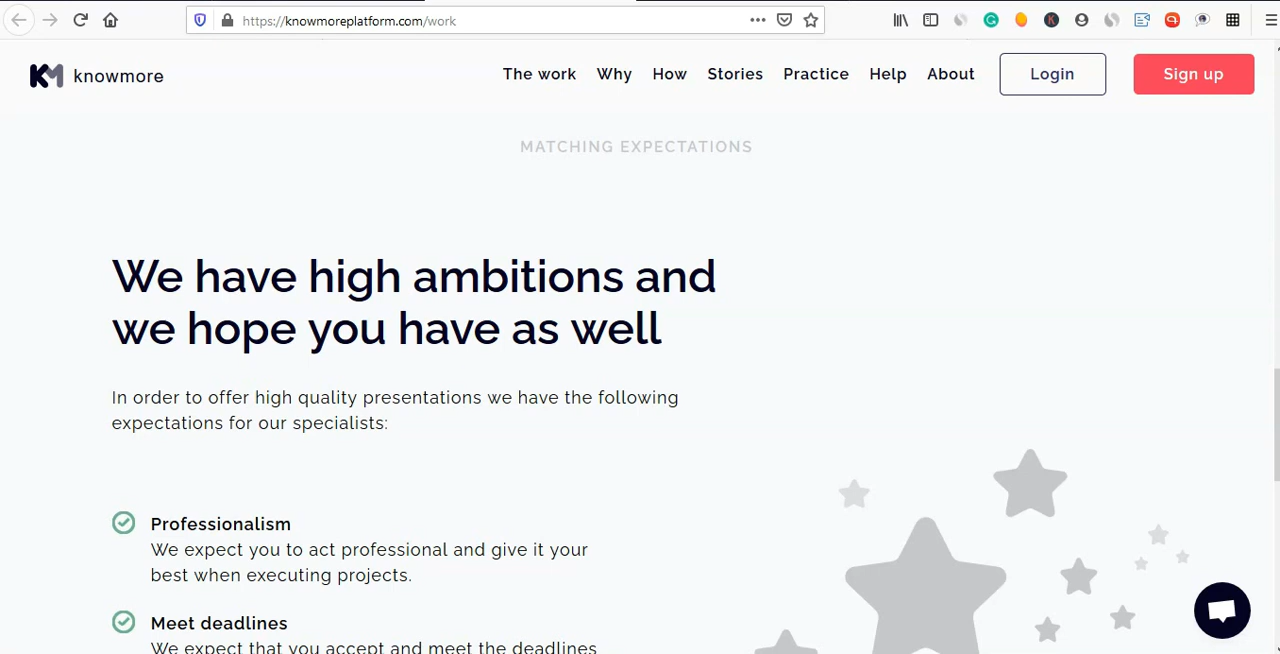 https://knowmoreplatform.com/work
KM knowmore
The work Why How Stories Practice Help About Login Sign up
MATCHING EXPECTATIONS
We have high ambitions and
we hope you have as well
In order to offer high quality presentations we have the following
expectations for our specialists:
Professionalism
We expect you to act professional and give it your
best when executing projects.
Meet deadlines
We expect that you accept and meet the deadlines